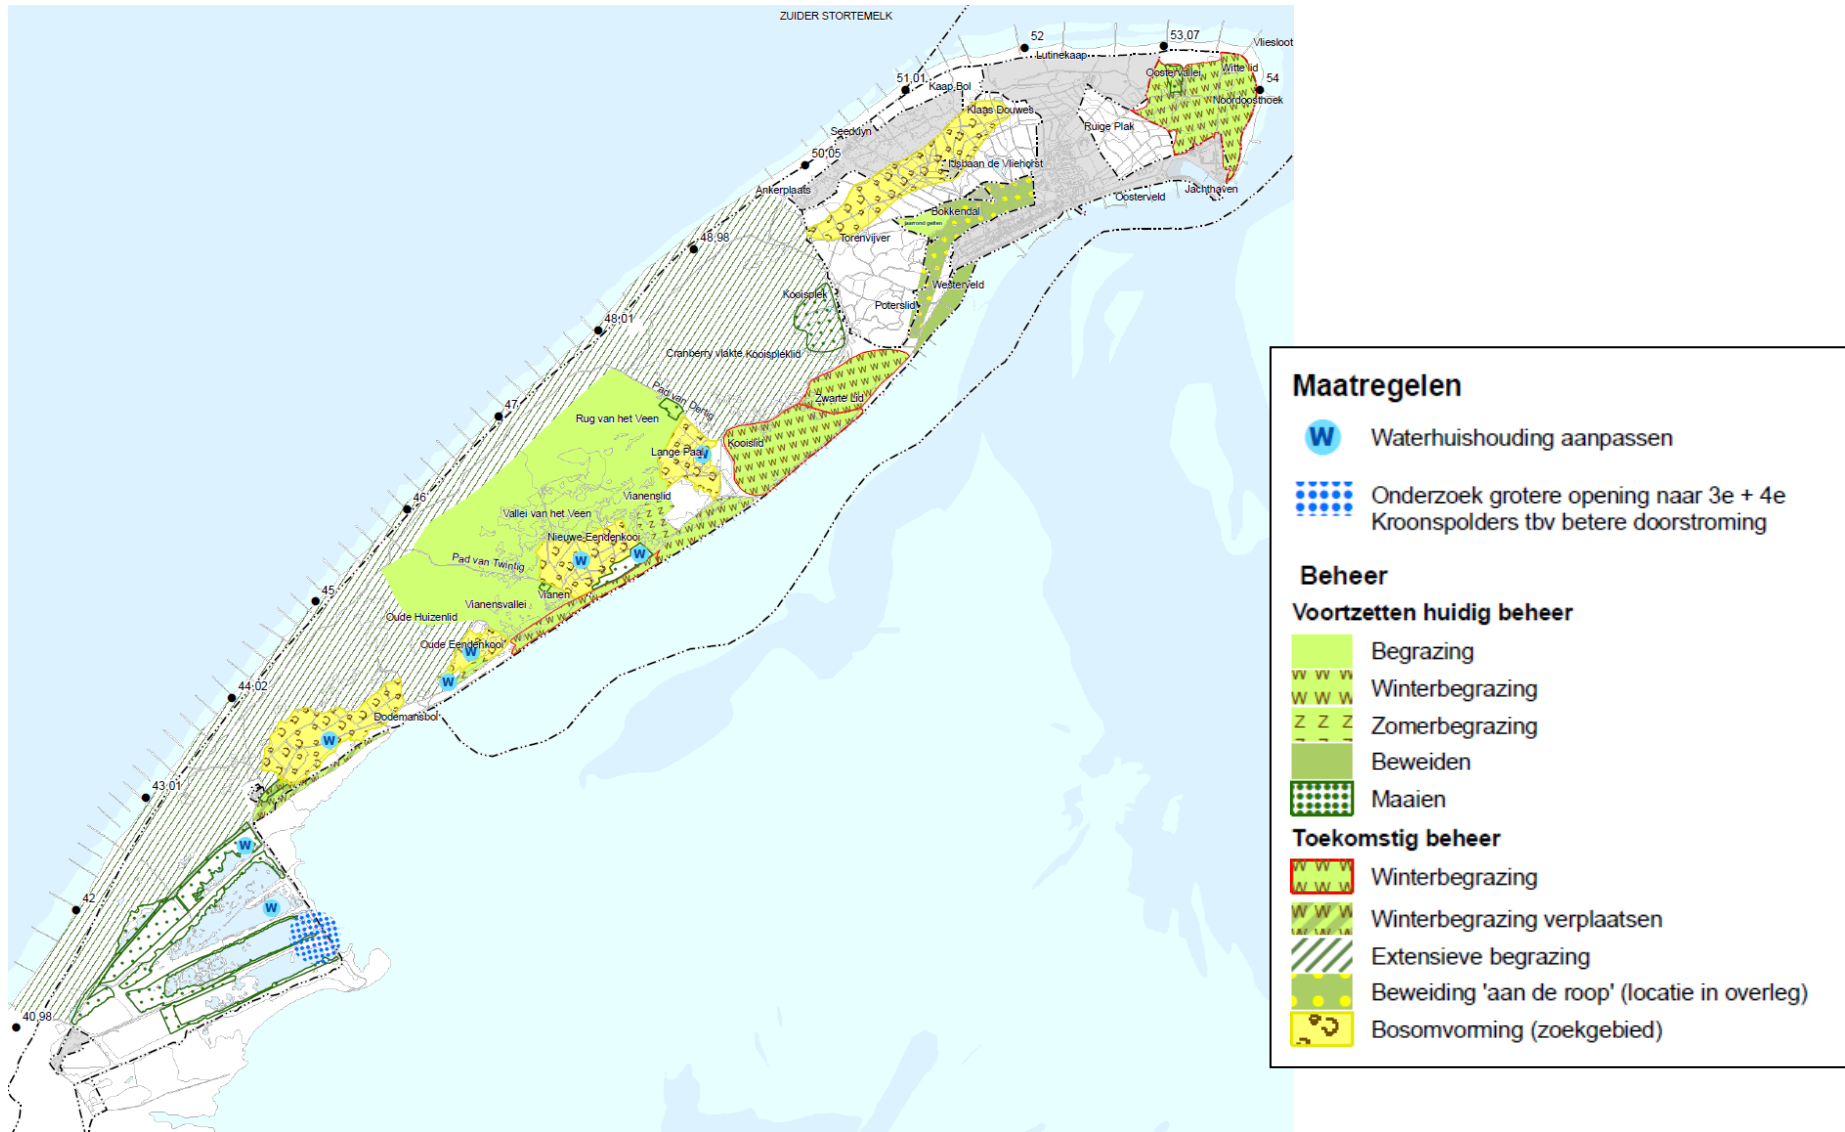 ZUIDER STORTEMELK
52
53,07
Vliesloot
Lutinekaap
Oostervallei
Witte lid
54
51,01
Kaap Bol
Noordoosthoek
Klaas Douwes
Seeduyn
Ruige Plak
50,05
IJsbaan de Vliehorst
Ankerplaats
Jachthaven
Oosterveld
Bokkendal
jaarrond geiten
48,98
Torenvijver
Westerveld
Kooisplek
Poterslid
48,01
Cranberry vlakte
Kooispleklid
Pad van Dertig
Zwarte Lid
47
Rug van het Veen
Kooislid
Lange Paal
W
46
Vianenslid
Vallei van het Veen
Nieuwe Eendenkooi
W
W
Pad van Twintig
45
Vianen
Vianensvallei
Oude Huizenlid
Oude Eendenkooi
W
W
44,02
Dodemansbol
W
43,01
W
42
W
40,98
Maatregelen
W
Waterhuishouding aanpassen
Onderzoek grotere opening naar 3e + 4e
Kroonspolders tbv betere doorstroming
Beheer
Voortzetten huidig beheer
Begrazing
Winterbegrazing
Zomerbegrazing
Beweiden
Maaien
Toekomstig beheer
Winterbegrazing
Winterbegrazing verplaatsen
Extensieve begrazing
Beweiding 'aan de roop' (locatie in overleg)
Bosomvorming (zoekgebied)